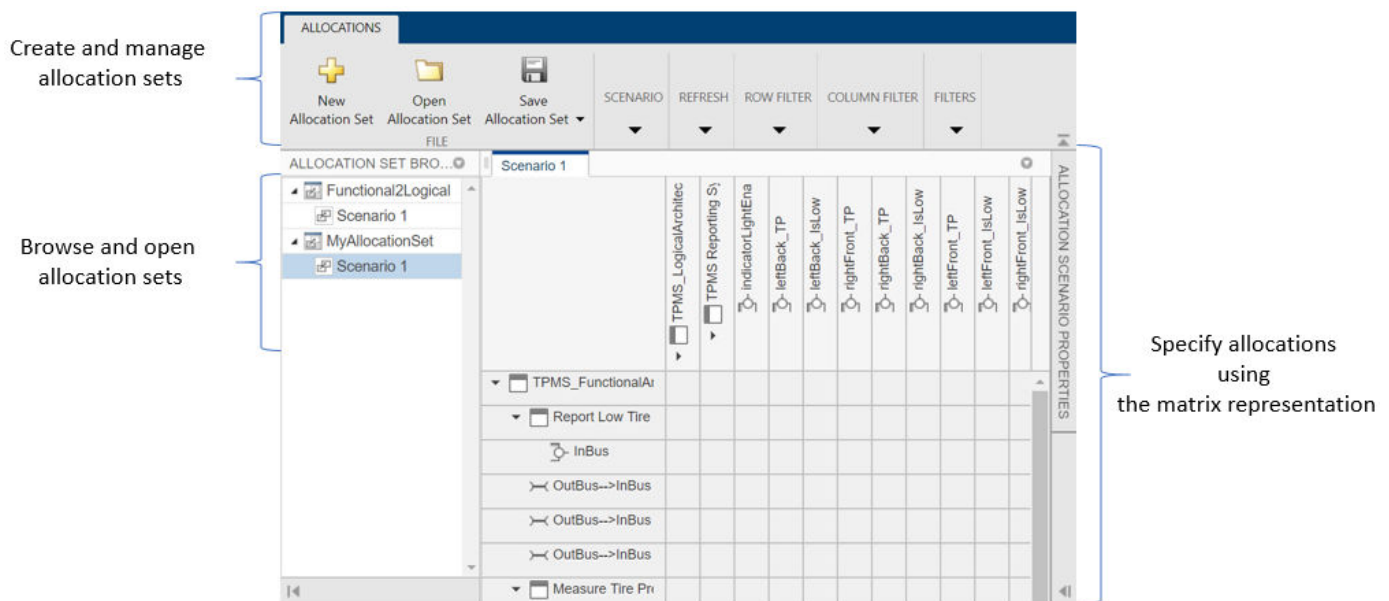 Create and manage
allocation sets
ALLOCATIONS
New
Allocation Set
Open
Allocation Set
Save
Allocation Set
FILE
SCENARIO
REFRESH
ROW FILTER
COLUMN FILTER
FILTERS
Browse and open
allocation sets
ALLOCATION SET BRO...
Functional2Logical
Scenario 1
MyAllocationSet
Scenario 1
Scenario 1
TPMS_LogicalArchitec
TPMS Reporting Sy
indicatorLightEna
leftBack_TP
leftBack_IsLow
rightFront_TP
rightBack_TP
rightBack_IsLow
leftFront_TP
leftFront_IsLow
rightFront_IsLow
TPMS_FunctionalAr
Report Low Tire
InBus
OutBus-->InBus
OutBus-->InBus
OutBus-->InBus
Measure Tire Pre
ALLOCATION SCENARIO PROPERTIES
Specify allocations
using
the matrix representation